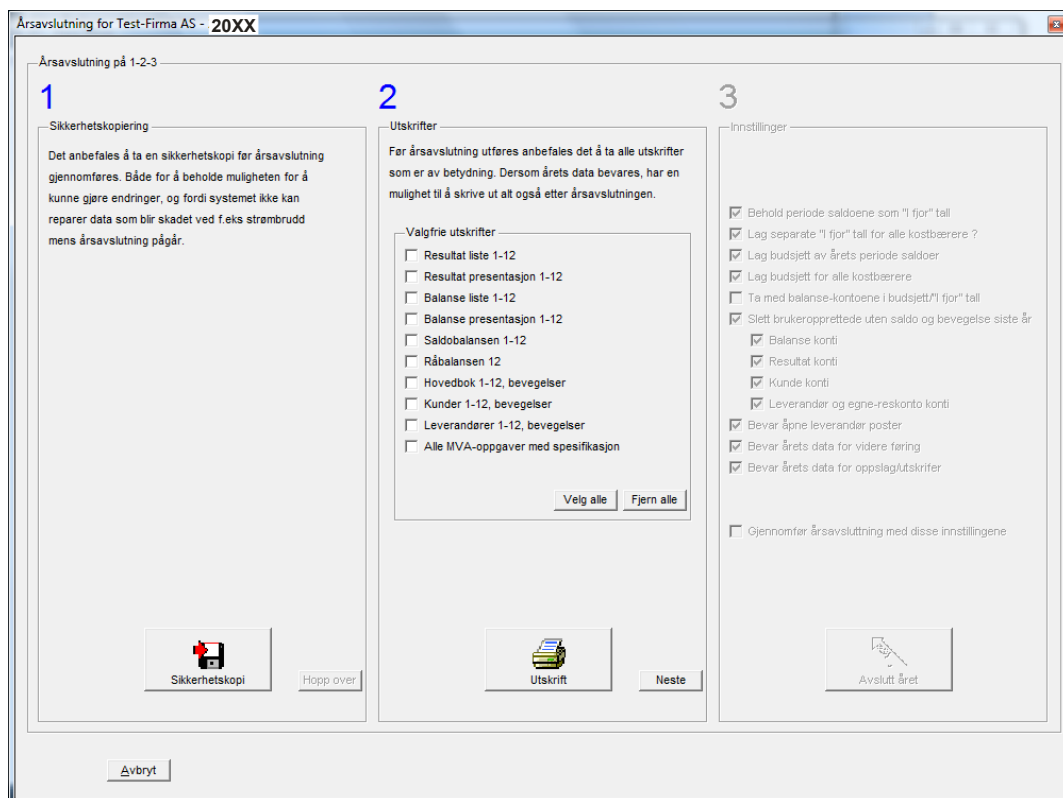 Årsavslutning for Test-Firma AS - 20XX
Årsavslutning på 1-2-3
1
Sikkerhetskopiering
Det anbefales å ta en sikkerhetskopi før årsavslutning
gjennomføres. Både for å beholde muligheten for å
kunne gjøre endringer, og fordi systemet ikke kan
reparer data som blir skadet ved f.eks strømbrudd
mens årsavslutning pågår.
Sikkerhetskopi
Hopp over
2
Utskrifter
Før årsavslutning utføres anbefales det å ta alle utskrifter
som er av betydning. Dersom årets data bevares, har en
mulighet til å skrive ut alt også etter årsavslutningen.
Valgfrie utskrifter
Resultat liste 1-12
Resultat presentasjon 1-12
Balanse liste 1-12
Balanse presentasjon 1-12
Saldobalansen 1-12
Råbalansen 12
Hovedbok 1-12, bevegelser
Kunder 1-12, bevegelser
Leverandører 1-12, bevegelser
Alle MVA-oppgaver med spesifikasjon
Velg alle
Fjern alle
Utskrift
Neste
3
Innstillinger
Behold periode saldoene som "I fjor" tall
Lag separate "I fjor" tall for alle kostbærere ?
Lag budsjett av årets periode saldoer
Lag budsjett for alle kostbærere
Ta med balanse-kontoene i budsjett/"I fjor" tall
Slett brukeropprettede uten saldo og bevegelse siste år
Balanse konti
Resultat konti
Kunde konti
Leverandør og egne-reskonto konti
Bevar åpne leverandør poster
Bevar årets data for videre føring
Bevar årets data for oppslag/utskrifer
Gjennomfør årsavsluttning med disse innstillingene
Avslutt året
Avbryt